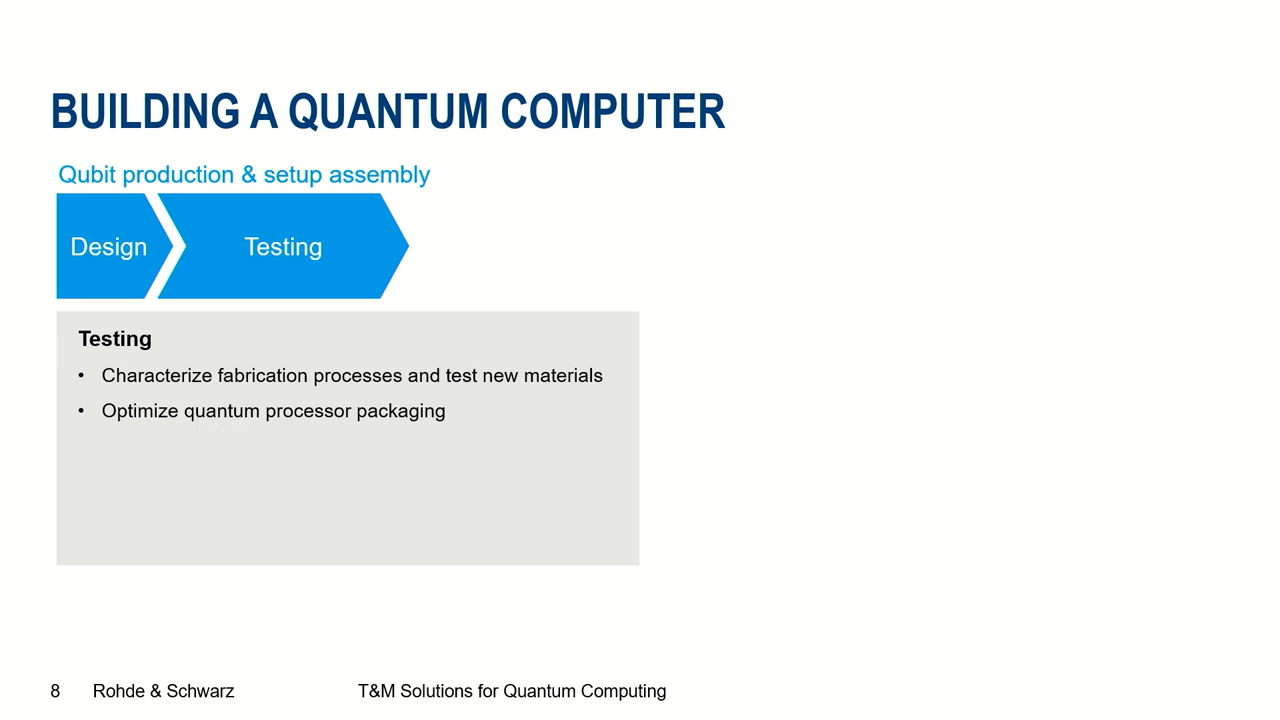 BUILDING A QUANTUM COMPUTER
Qubit production & setup assembly
Design
Testing
Testing
• Characterize fabrication processes and test new materials
• Optimize quantum processor packaging
8
Rohde & Schwarz
T&M Solutions for Quantum Computing